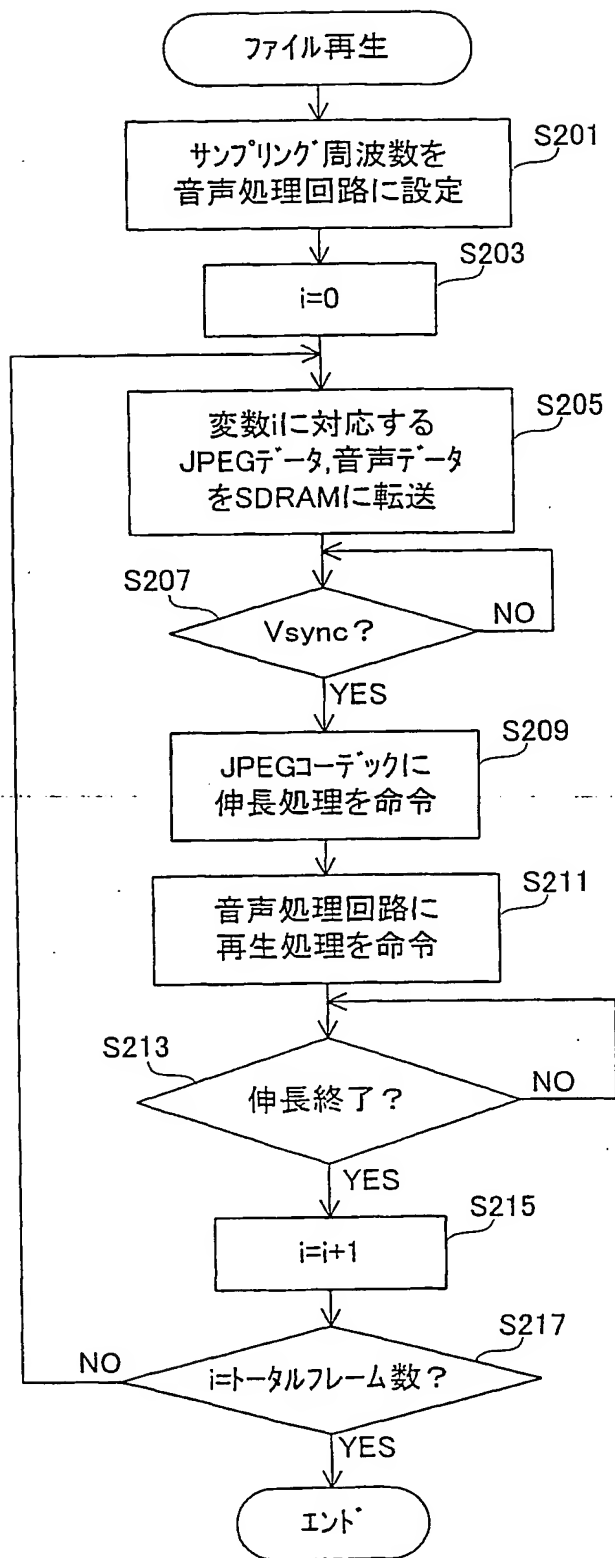 ファイル再生
S201
サンプリング周波数を
音声処理回路に設定
S203
i=0
S205
変数iに対応する
JPEGデータ,音声データ
をSDRAMに転送
S207
Vsync?
NO
YES
S209
JPEGコーデックに
伸長処理を命令
S211
音声処理回路に
再生処理を命令
S213
伸長終了?
NO
YES
S215
i=i+1
S217
NO
i=トータルフレーム数?
YES
エンド